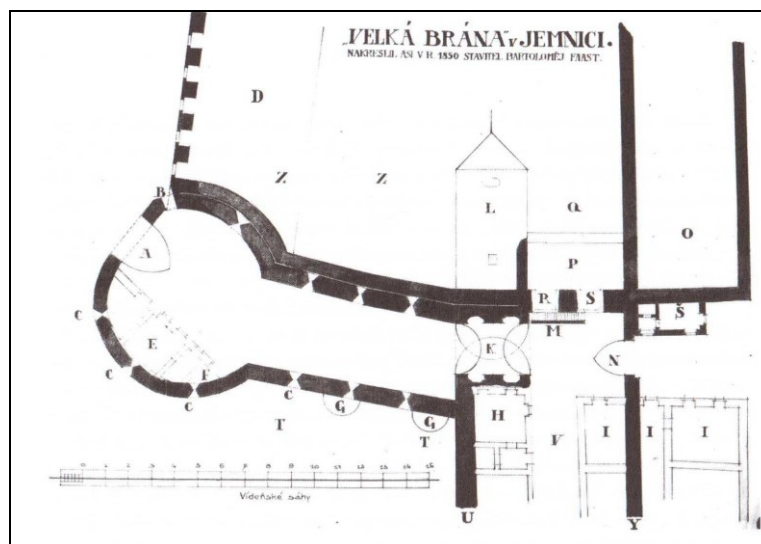 „VELKÁ BRÁNA“ V JEMNICI.
NAKRESLIL ASI V R. 1850 STAVITEL BARTOLOMĚJ FAAST.
D
Z Z
B
L Q
O
A
P
R S
Š
C
M
E K N
F
C
C
C
G
G
H
I I I
V
T
T
0 1 2 3 4 5 6 7 8 9 10 11 12 13 14 15
Vídeňské sáhy
U Y